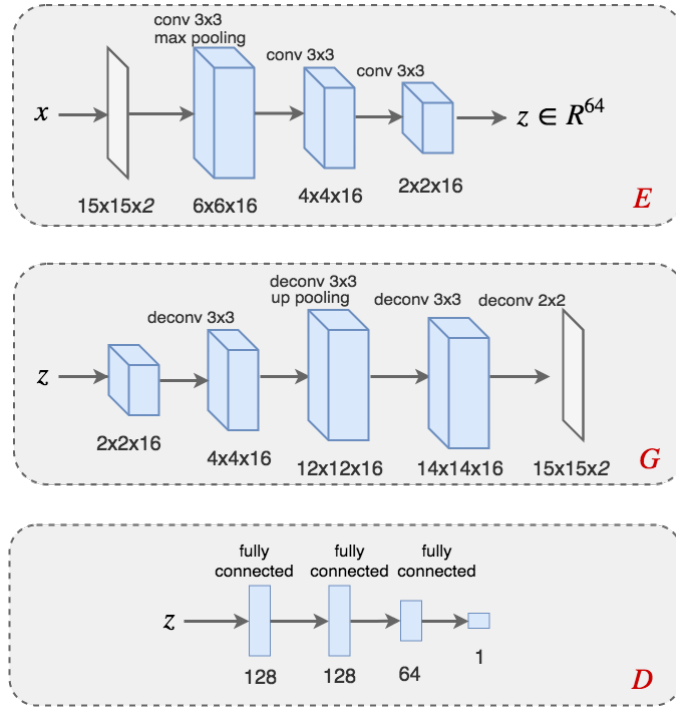 conv 3x3
max pooling
conv 3x3
conv 3x3
x
z ∈ R^64
15x15x2
6x6x16
4x4x16
2x2x16
E
deconv 3x3
deconv 3x3
up pooling
deconv 3x3
deconv 2x2
z
2x2x16
4x4x16
12x12x16
14x14x16
15x15x2
G
fully
connected
fully
connected
fully
connected
z
128
128
64
1
D